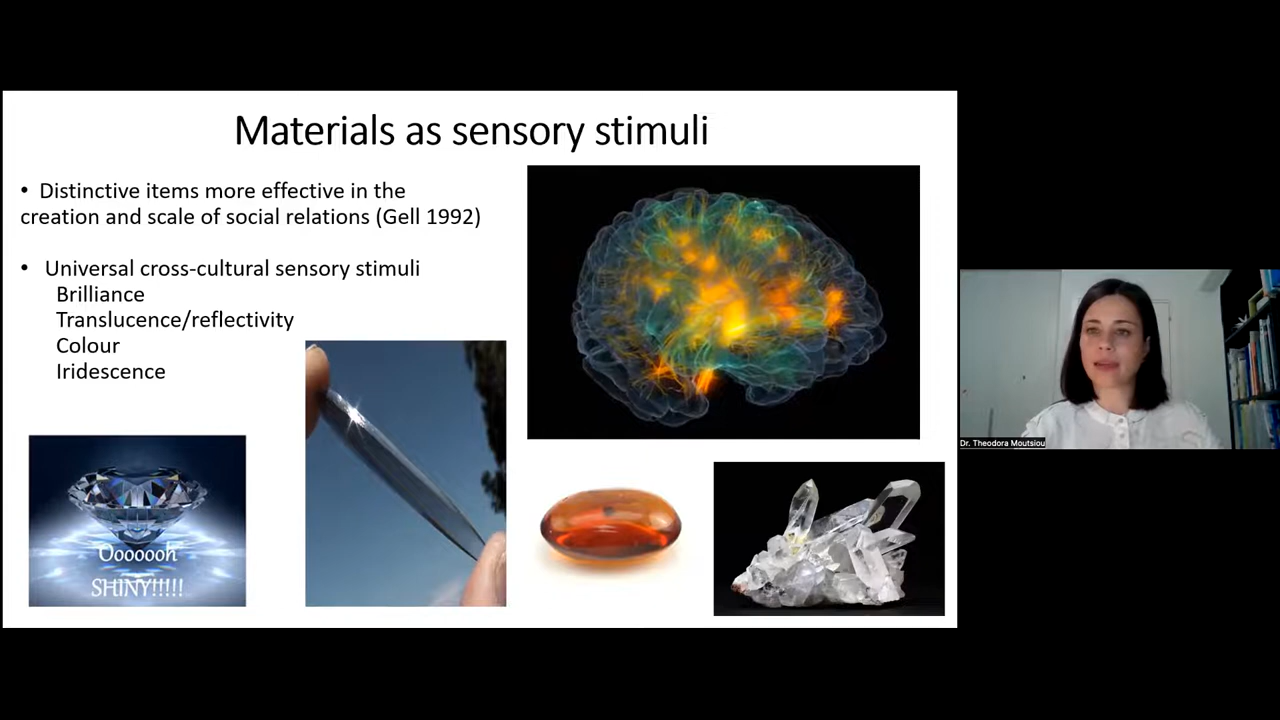 Materials as sensory stimuli
• Distinctive items more effective in the
creation and scale of social relations (Gell 1992)
• Universal cross-cultural sensory stimuli
Brilliance
Translucence/reflectivity
Colour
Iridescence
Ooooooh
SHINY!!!!!
Dr. Theodora Moutsiou